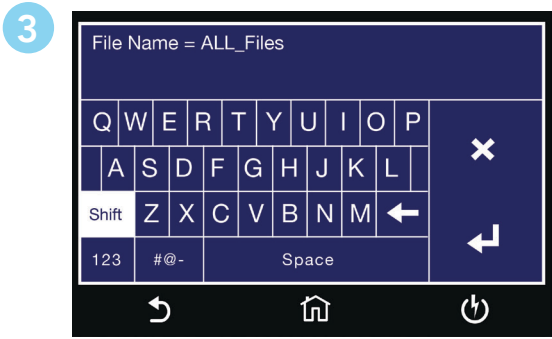 3
File Name = ALL_Files
Q W E R T Y U I O P
A S D F G H J K L
Shift Z X C V B N M
123 #@- Space